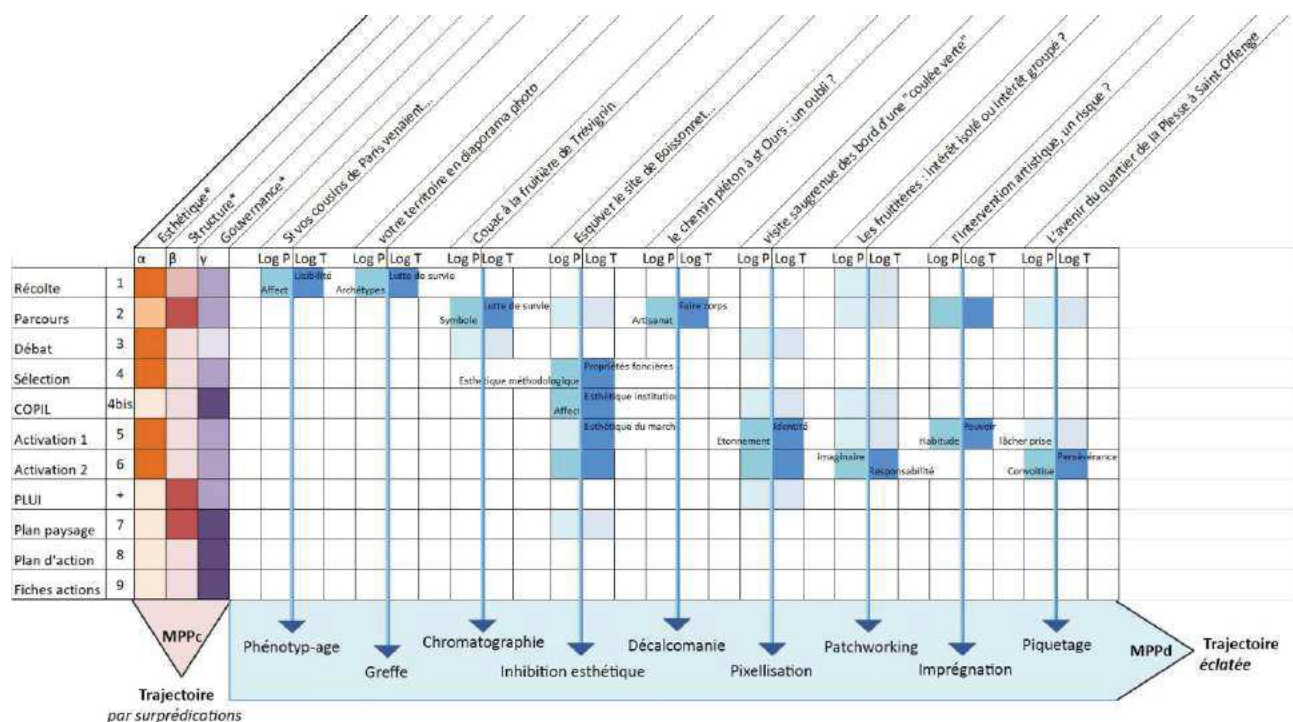 Esthétique*
Structure*
Gouvernance*
Si vos cousins de Paris venaient...
votre territoire en diaporama photo
Couac à la fruitière de Trévignin
Esquiver le site de Boissonnet...
le chemin piéton à st Ours : un oubli ?
visite saugrenue des bord d'une "coulée verte"
Les fruititères : intérêt isolé ou intérêt groupé ?
l'Intervention artistique, un risque ?
L'avenir du quartier de la Plesse à Saint-Offenge
α β γ Log P Log T Log P Log T Log P Log T Log P Log T Log P Log T Log P Log T Log P Log T Log P Log T Log P Log T
Récolte 1 Affect Lisibilité Archétypes Lutte de survie
Parcours 2 Symbole Lutte de survie Artisanat Faire corps
Débat 3
Sélection 4 Esthétique méthodologique Propriétés foncières
COPIL 4bis Affect Esthétique institution
Activation 1 5 Esthétique du march Etonnement Identité Habitude Pouvoir lâcher prise
Activation 2 6 imaginaire Responsabilité Convoitise Persévérance
PLUI +
Plan paysage 7
Plan d'action 8
Fiches actions 9
MPPc
Phénotyp-age
Greffe
Chromatographie
Inhibition esthétique
Décalcomanie
Pixellisation
Patchworking
Imprégnation
Piquetage
MPPd
Trajectoire
éclatée
Trajectoire
par surprédications